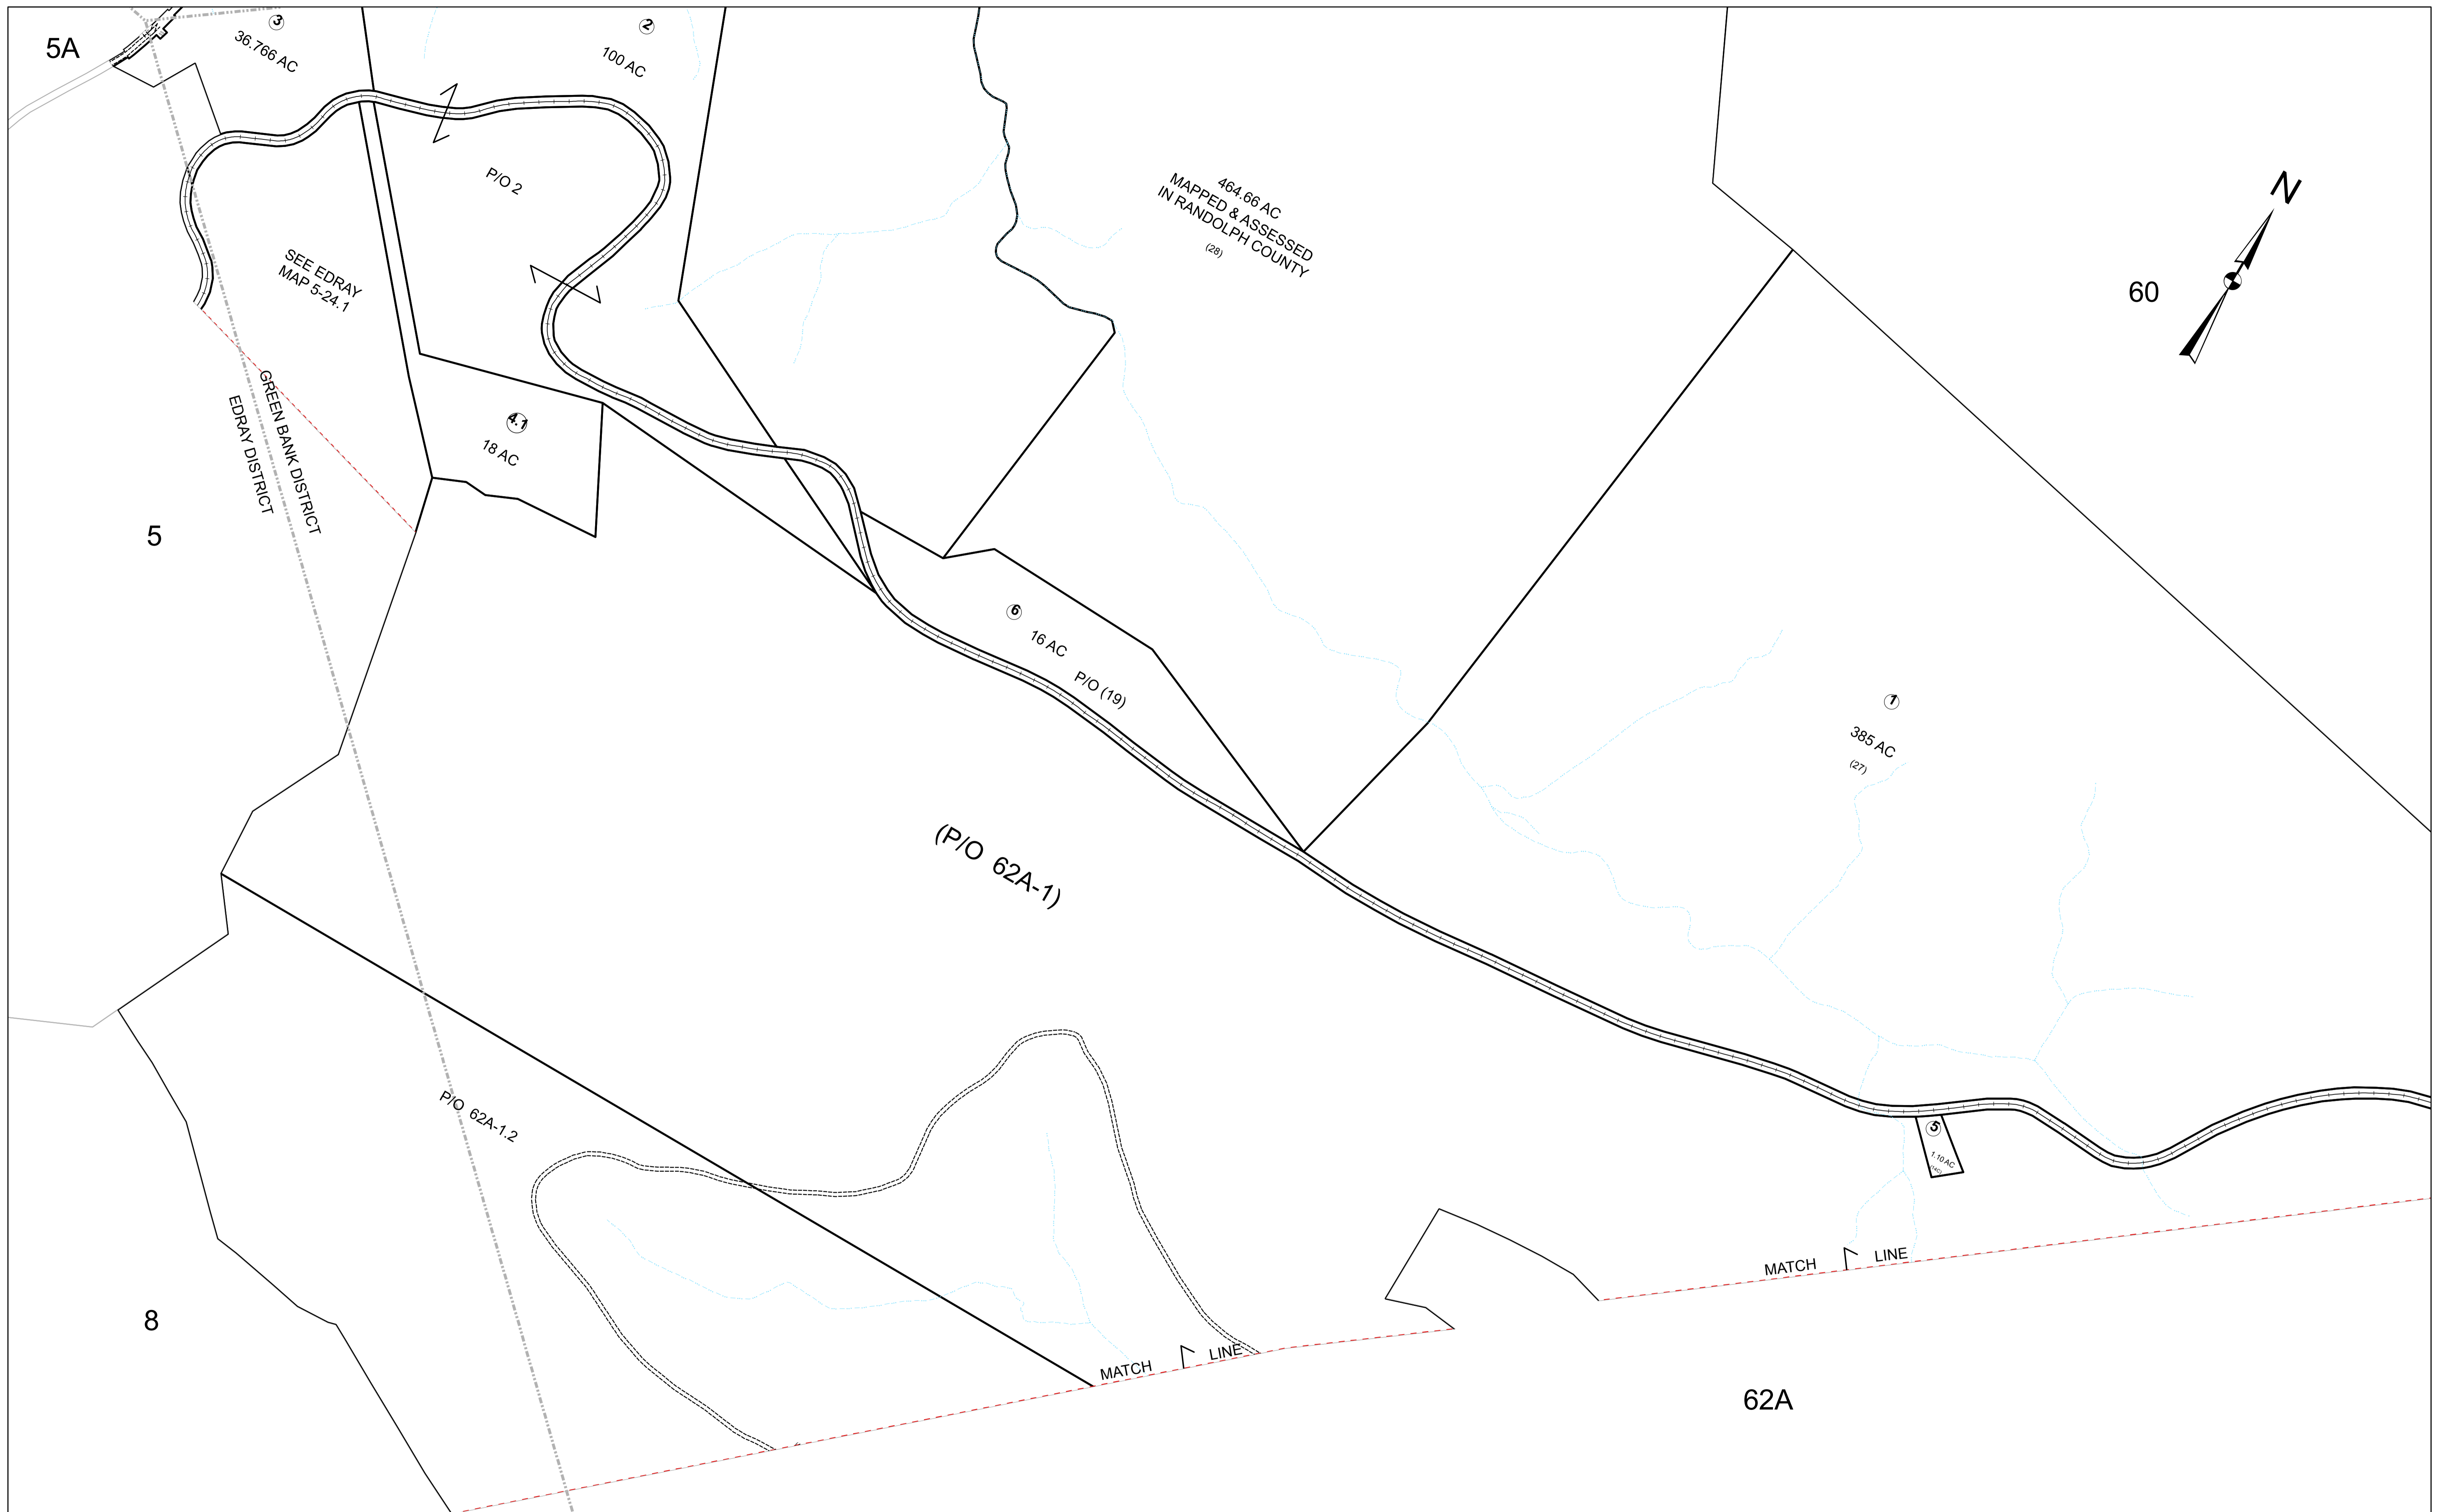 5A
3
36.766 AC
2
100 AC
P/O 2
464.66 AC
MAPPED & ASSESSED
IN RANDOLPH COUNTY
(28)
N
60
SEE EDRAY
MAP 5-24.1
GREEN BANK DISTRICT
EDRAY DISTRICT
4.1
18 AC
5
6
16 AC
P/O (19)
1
385 AC
(27)
(P/O 62A-1)
P/O 62A-1.2
5
1.10 AC
MATCH LINE
MATCH LINE
8
62A